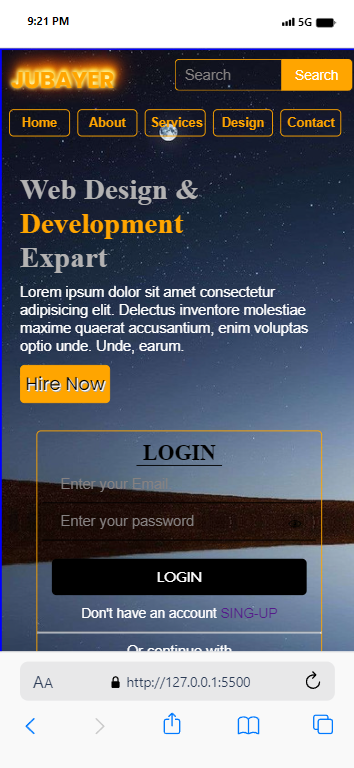 9:21 PM 5G
JUBAYER Search Search
Home About Services Design Contact
Web Design &
Development
Expart
Lorem ipsum dolor sit amet consectetur
adipisicing elit. Delectus inventore molestiae
maxime quaerat accusantium, enim voluptas
optio unde. Unde, earum.
Hire Now
LOGIN
Enter your Email
Enter your password
LOGIN
Don't have an account SING-UP
Or continue with
AA http://127.0.0.1:5500